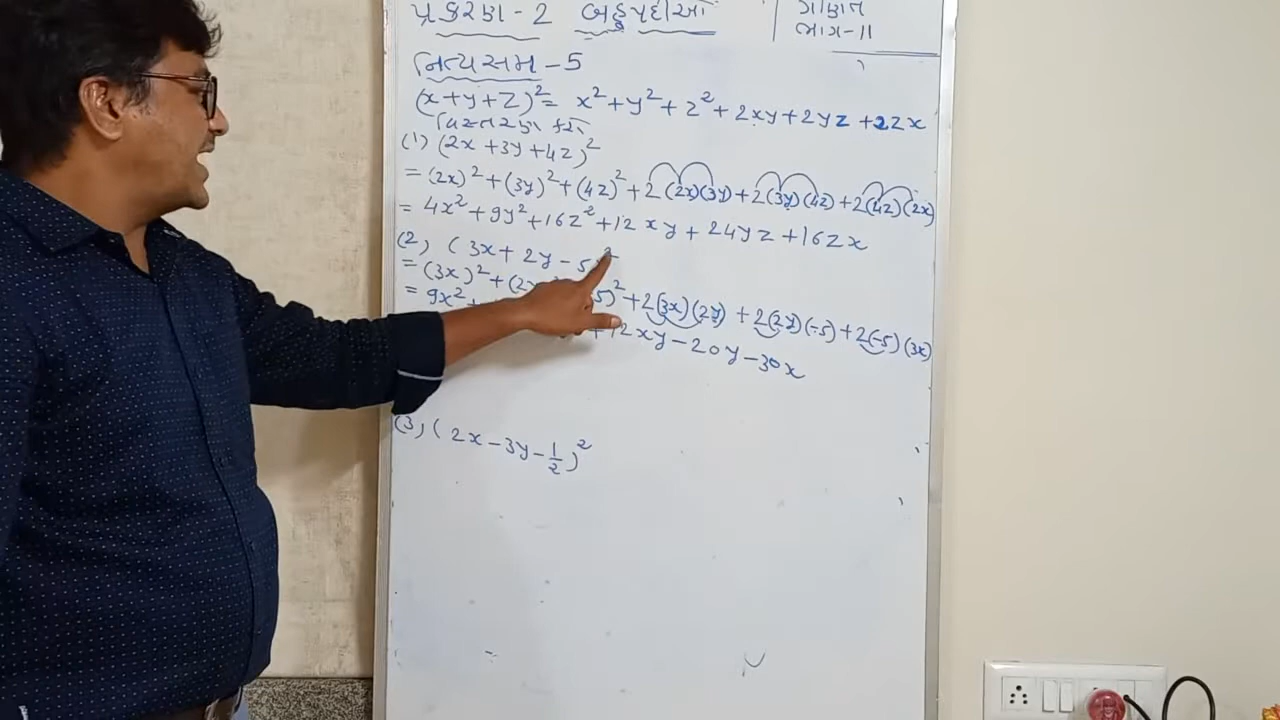 પ્રકરણ-2 બહુપદીઓ
ગણિત
ભાગ-11
નિત્યસમ-5
(x+y+z)² = x²+y²+z²+2xy+2yz+2zx
વિસ્તરણ કરો
(1) (2x+3y+4z)²
= (2x)²+(3y)²+(4z)²+2(2x)(3y)+2(3y)(4z)+2(4z)(2x)
= 4x²+9y²+16z²+12xy+24yz+16zx
(2) (3x+2y-5)²
= (3x)²+(2y 5)²+2(3x)(2y)+2(2y)(-5)+2(-5)(3x)
= 9x²+ +12xy-20y-30x
(3) (2x-3y-1/2)²